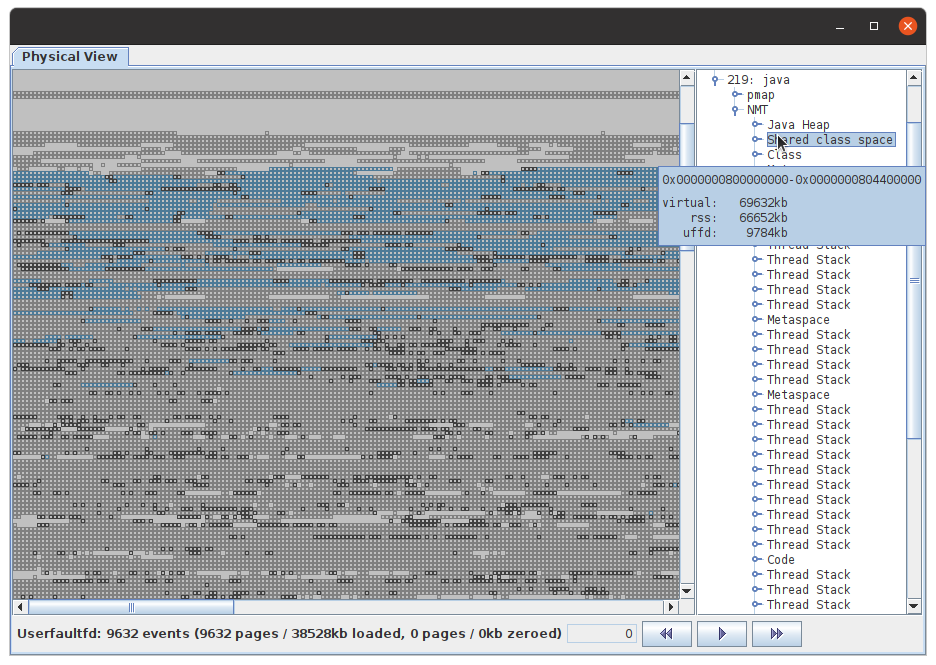 Physical View
219: java
pmap
NMT
Java Heap
Shared class space
Class
0x0000000800000000-0x0000000804400000
virtual: 69632kb
rss: 66652kb
uffd: 9784kb
Thread Stack
Thread Stack
Thread Stack
Thread Stack
Thread Stack
Metaspace
Thread Stack
Thread Stack
Thread Stack
Thread Stack
Metaspace
Thread Stack
Thread Stack
Thread Stack
Thread Stack
Thread Stack
Thread Stack
Thread Stack
Thread Stack
Thread Stack
Thread Stack
Code
Thread Stack
Thread Stack
Thread Stack
Userfaultfd: 9632 events (9632 pages / 38528kb loaded, 0 pages / 0kb zeroed) 0